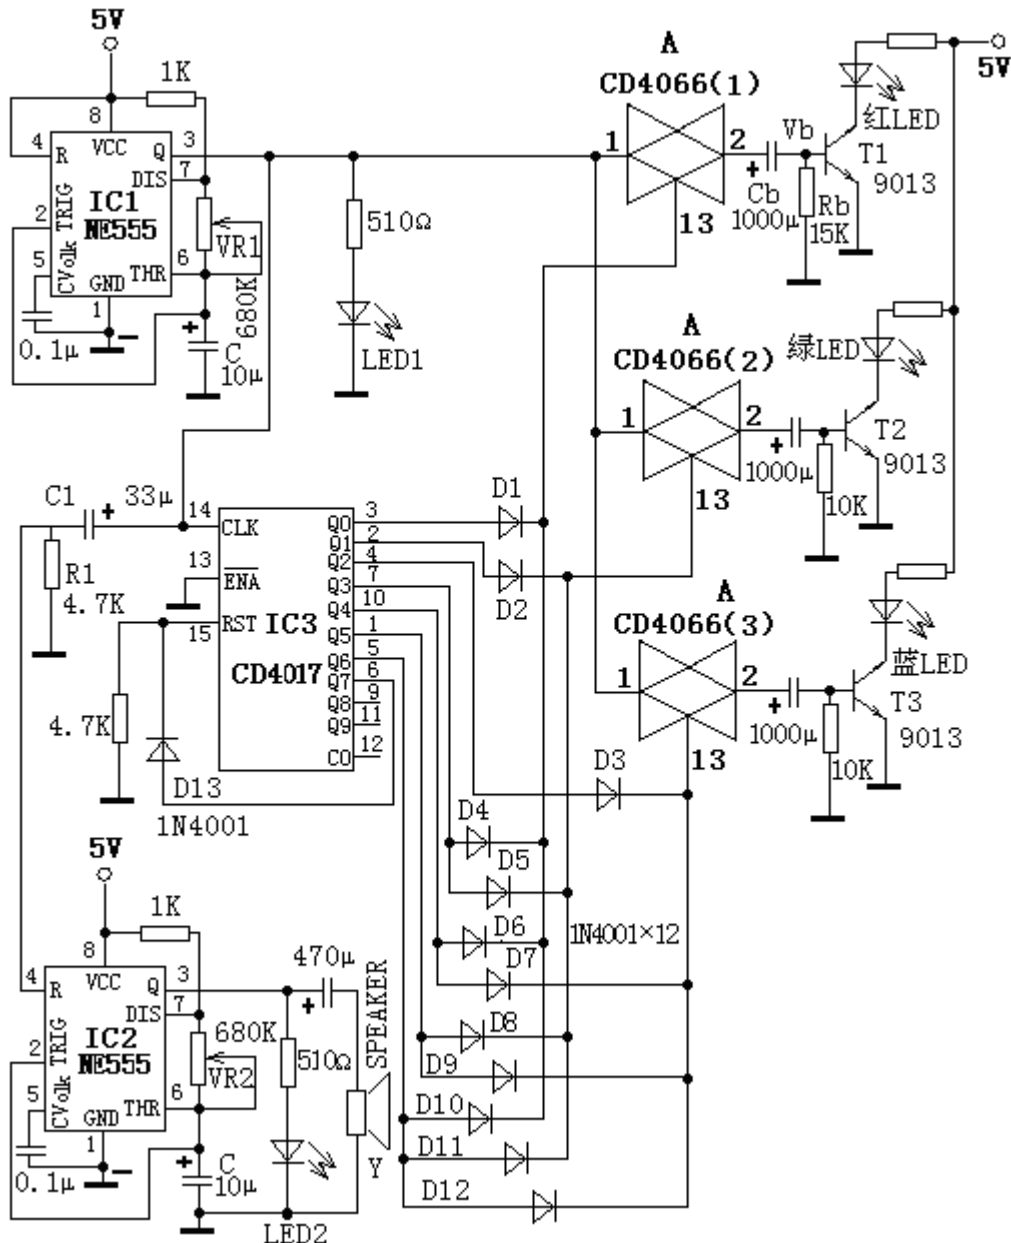 5V
1K
8
4
R
VCC
Q
3
DIS
7
IC1
NE555
TRIG
2
5
CVolk
THR
6
GND
1
VR1
680K
0.1μ
C
10μ
510Ω
LED1
A
CD4066(1)
1
2
13
Vb
Cb
1000μ
Rb
15K
T1
9013
红LED
5V
A
CD4066(2)
1
2
13
1000μ
10K
T2
9013
绿LED
A
CD4066(3)
1
2
13
1000μ
10K
T3
9013
蓝LED
C1
33μ
R1
4.7K
14
CLK
13
ENA
15
RST
IC3
CD4017
Q0
3
Q1
2
Q2
4
Q3
7
Q4
10
Q5
1
Q6
5
Q7
6
Q8
9
Q9
11
CO
12
4.7K
D13
1N4001
D1
D2
D3
D4
D5
D6
D7
D8
D9
D10
D11
D12
1N4001×12
5V
1K
8
4
R
VCC
Q
3
DIS
7
IC2
NE555
TRIG
2
5
CVolk
THR
6
GND
1
680K
VR2
0.1μ
C
10μ
470μ
510Ω
LED2
SPEAKER
Y